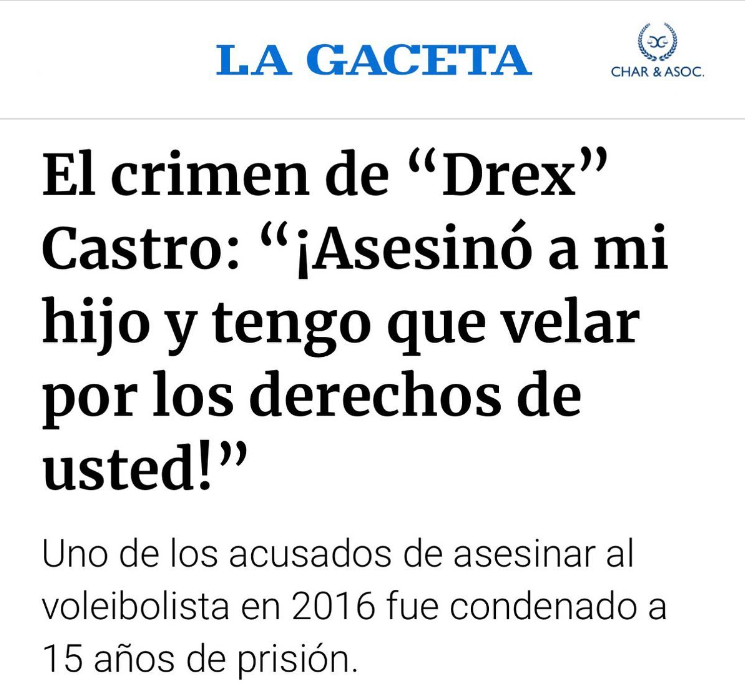 LA GACETA
CHAR & ASOC.
El crimen de “Drex”
Castro: “¡Asesinó a mi
hijo y tengo que velar
por los derechos de
usted!”
Uno de los acusados de asesinar al
voleibolista en 2016 fue condenado a
15 años de prisión.